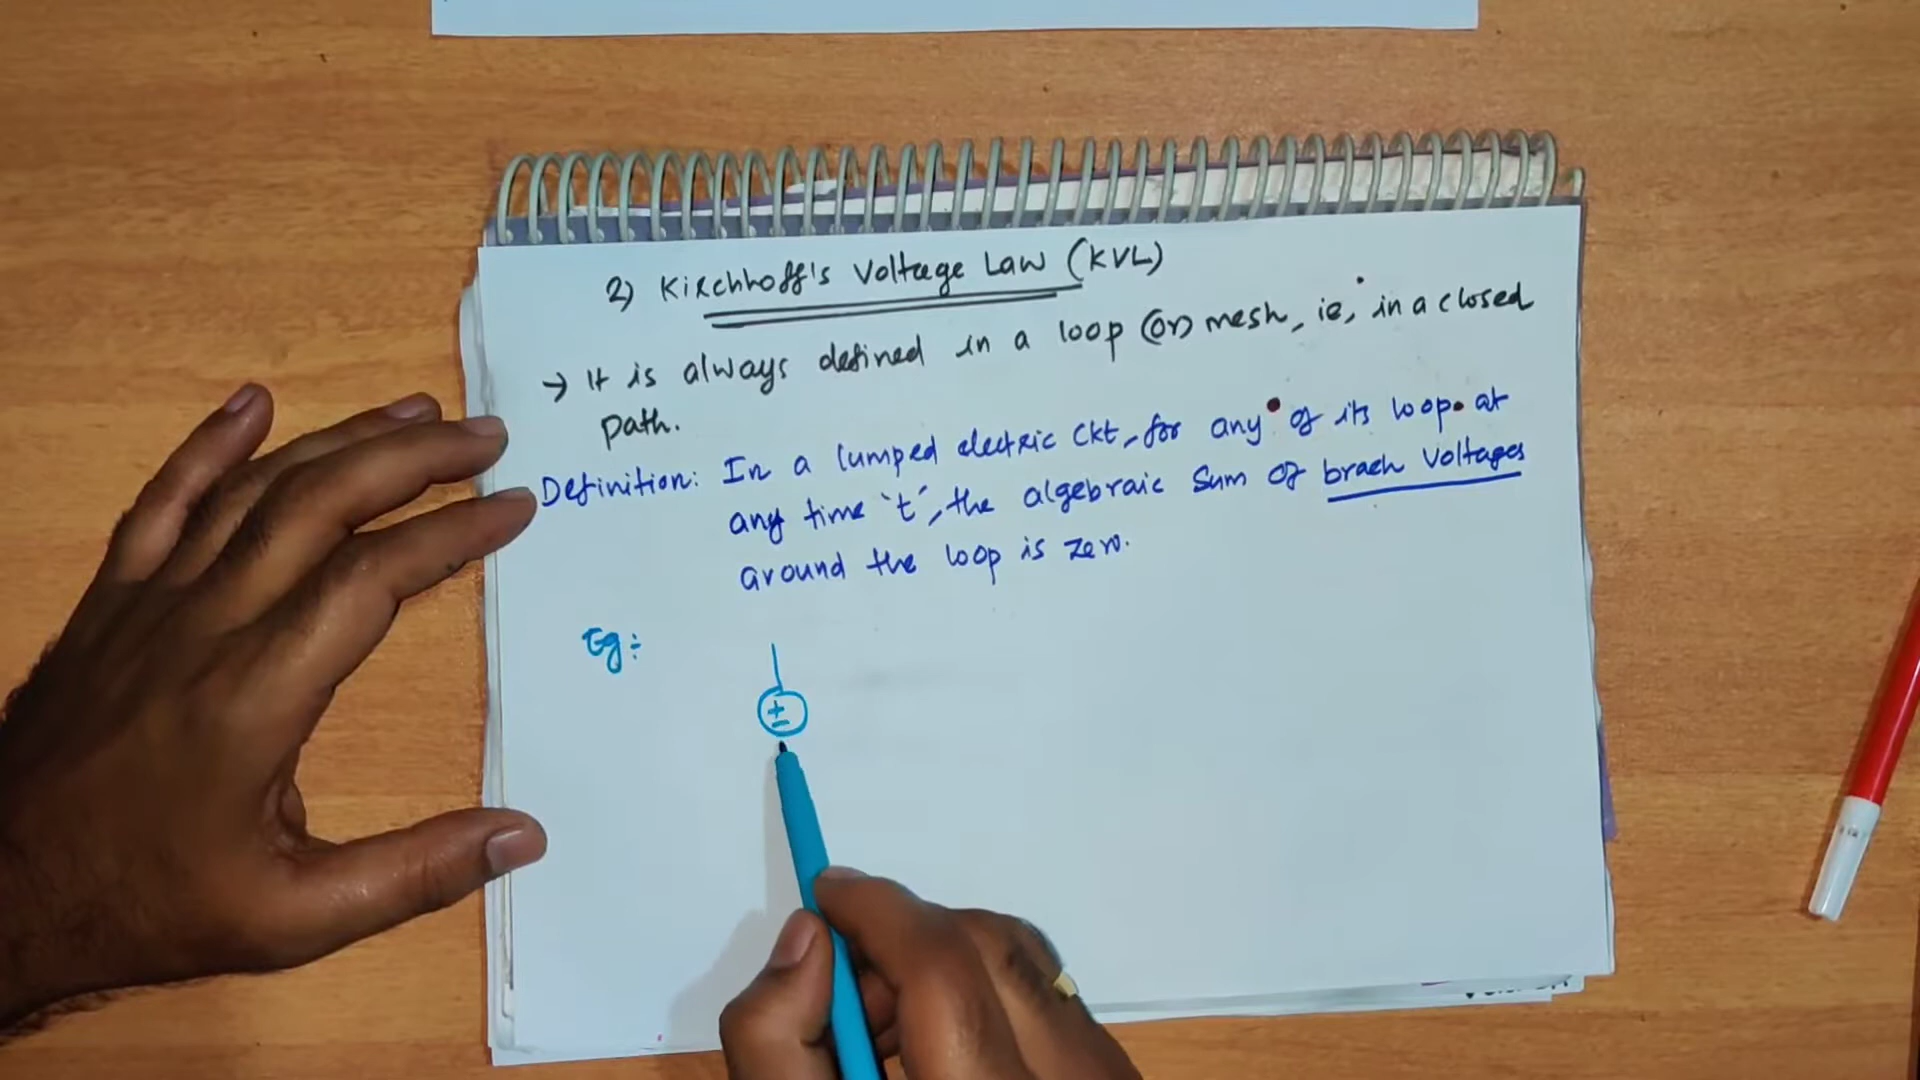 2) Kirchhoff's Voltage Law (KVL)
→ It is always defined in a loop (or) mesh, ie, in a closed
path.
Definition: In a lumped electric ckt, for any of its loop. at
any time 't', the algebraic sum of brach voltages
around the loop is zero.
Eg:
±